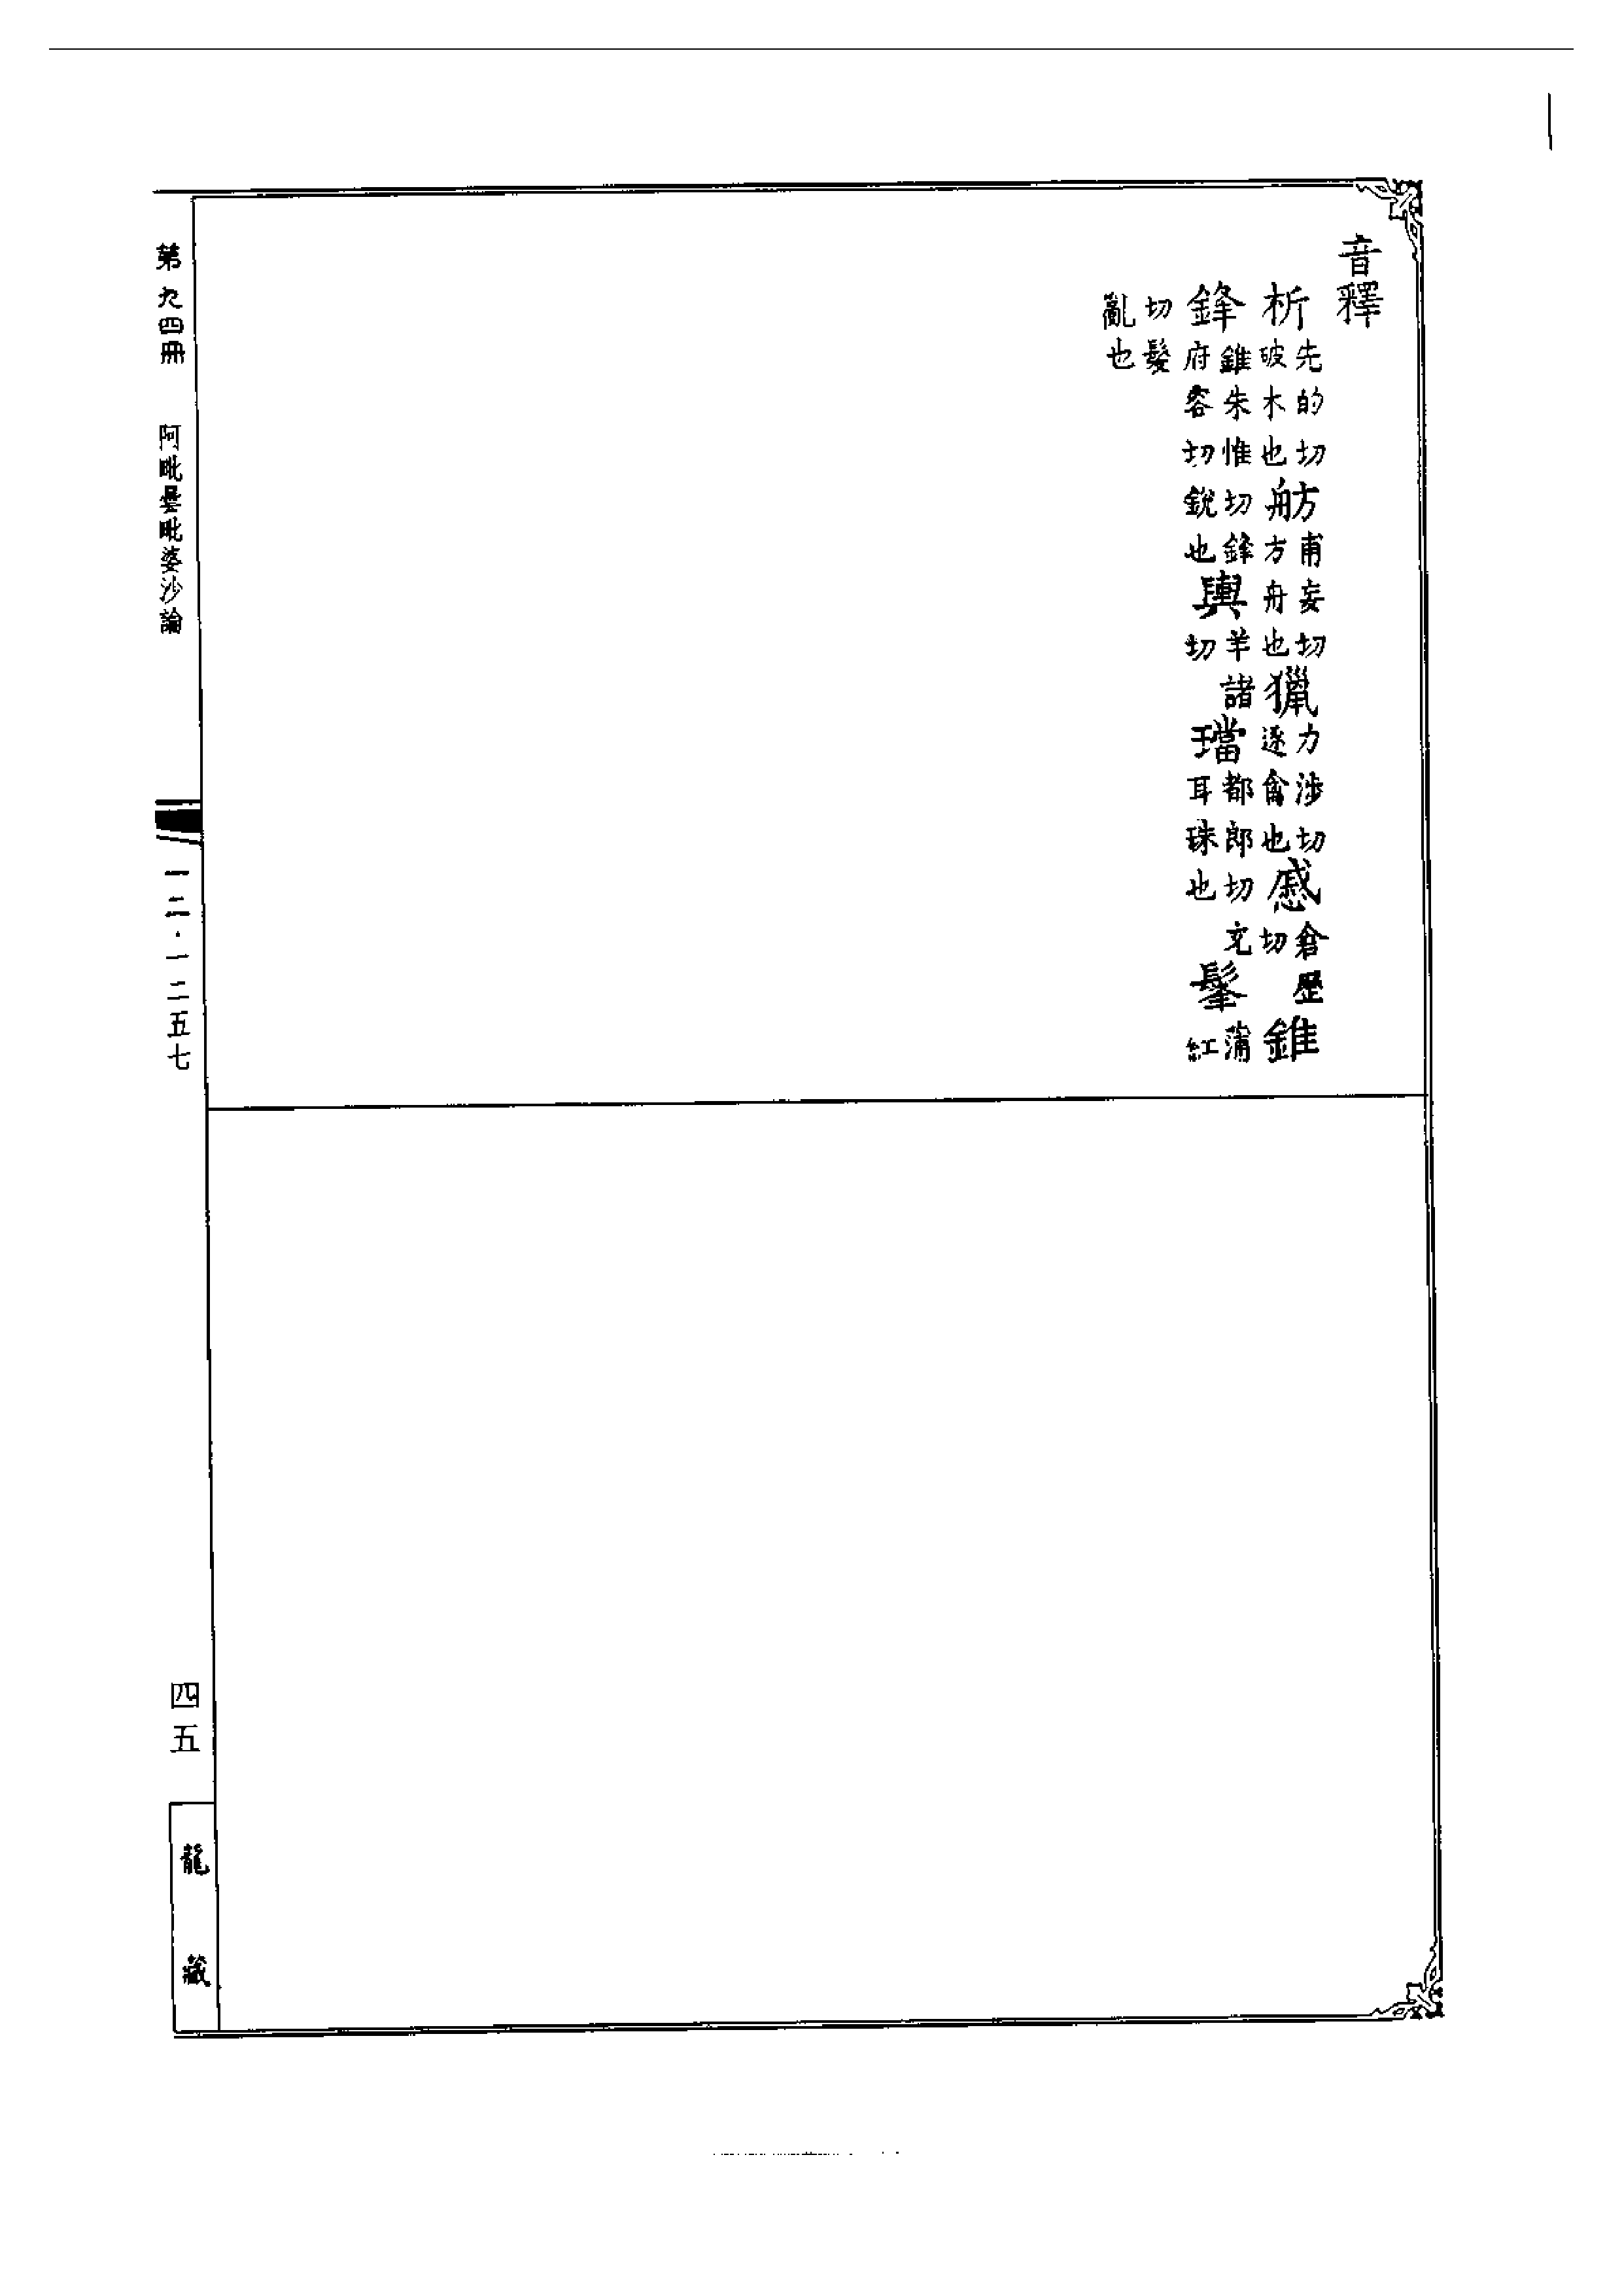 音釋
析先的切破木也舫甫妄切方舟也獵力涉切逐禽也慼倉歷切錐
鋒錐朱惟切鋒府容切銳也輿羊諸切璫都郎切充耳珠也髼蒲紅
切髮亂也
第九四冊 阿毗曇毗婆沙論
一二·一二五七
四五
龍藏